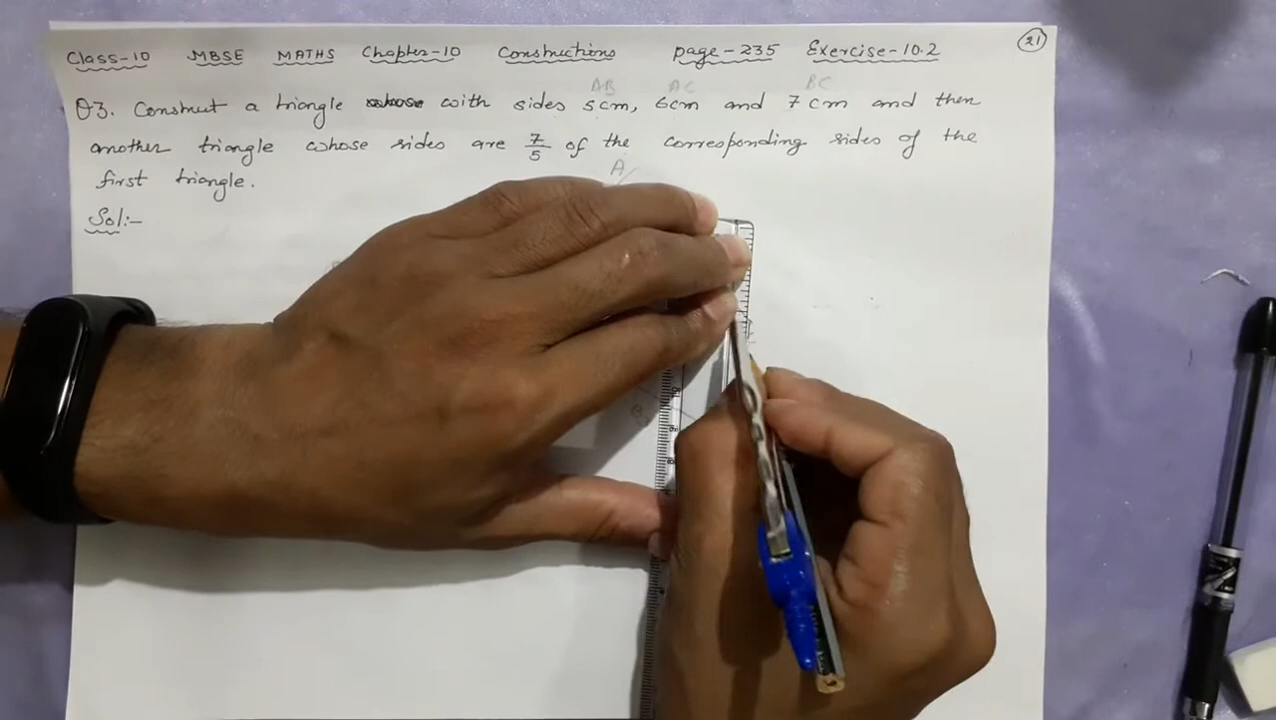 Class-10 MBSE MATHS Chapter-10 Constructions page-235 Exercise-10.2 21
AB AC BC
Q3. Construct a triangle with sides 5cm, 6cm and 7cm and then
another triangle whose sides are 7/5 of the corresponding sides of the
first triangle.
A
Sol:-